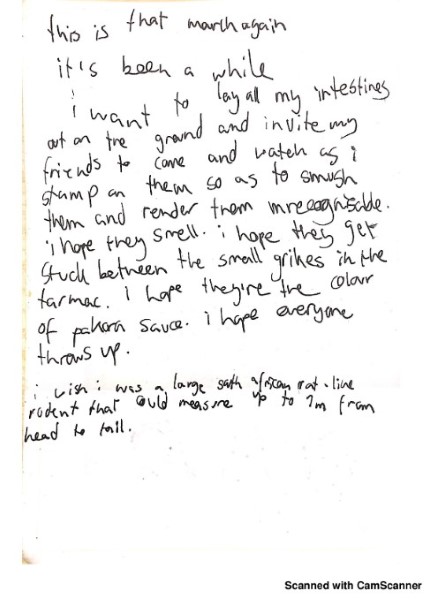 this is that march again
it's been a while
i want to lay all my intestines
out on the ground and invite my
friends to come and watch as i
stamp on them so as to smush
them and render them unrecognisable.
i hope they smell. i hope they get
stuck between the small grikes in the
tarmac. I hope they're the colour
of pakora sauce. i hope everyone
throws up.
i wish i was a large south african rat-like
rodent that could measure up to 1m from
head to tail.
Scanned with CamScanner